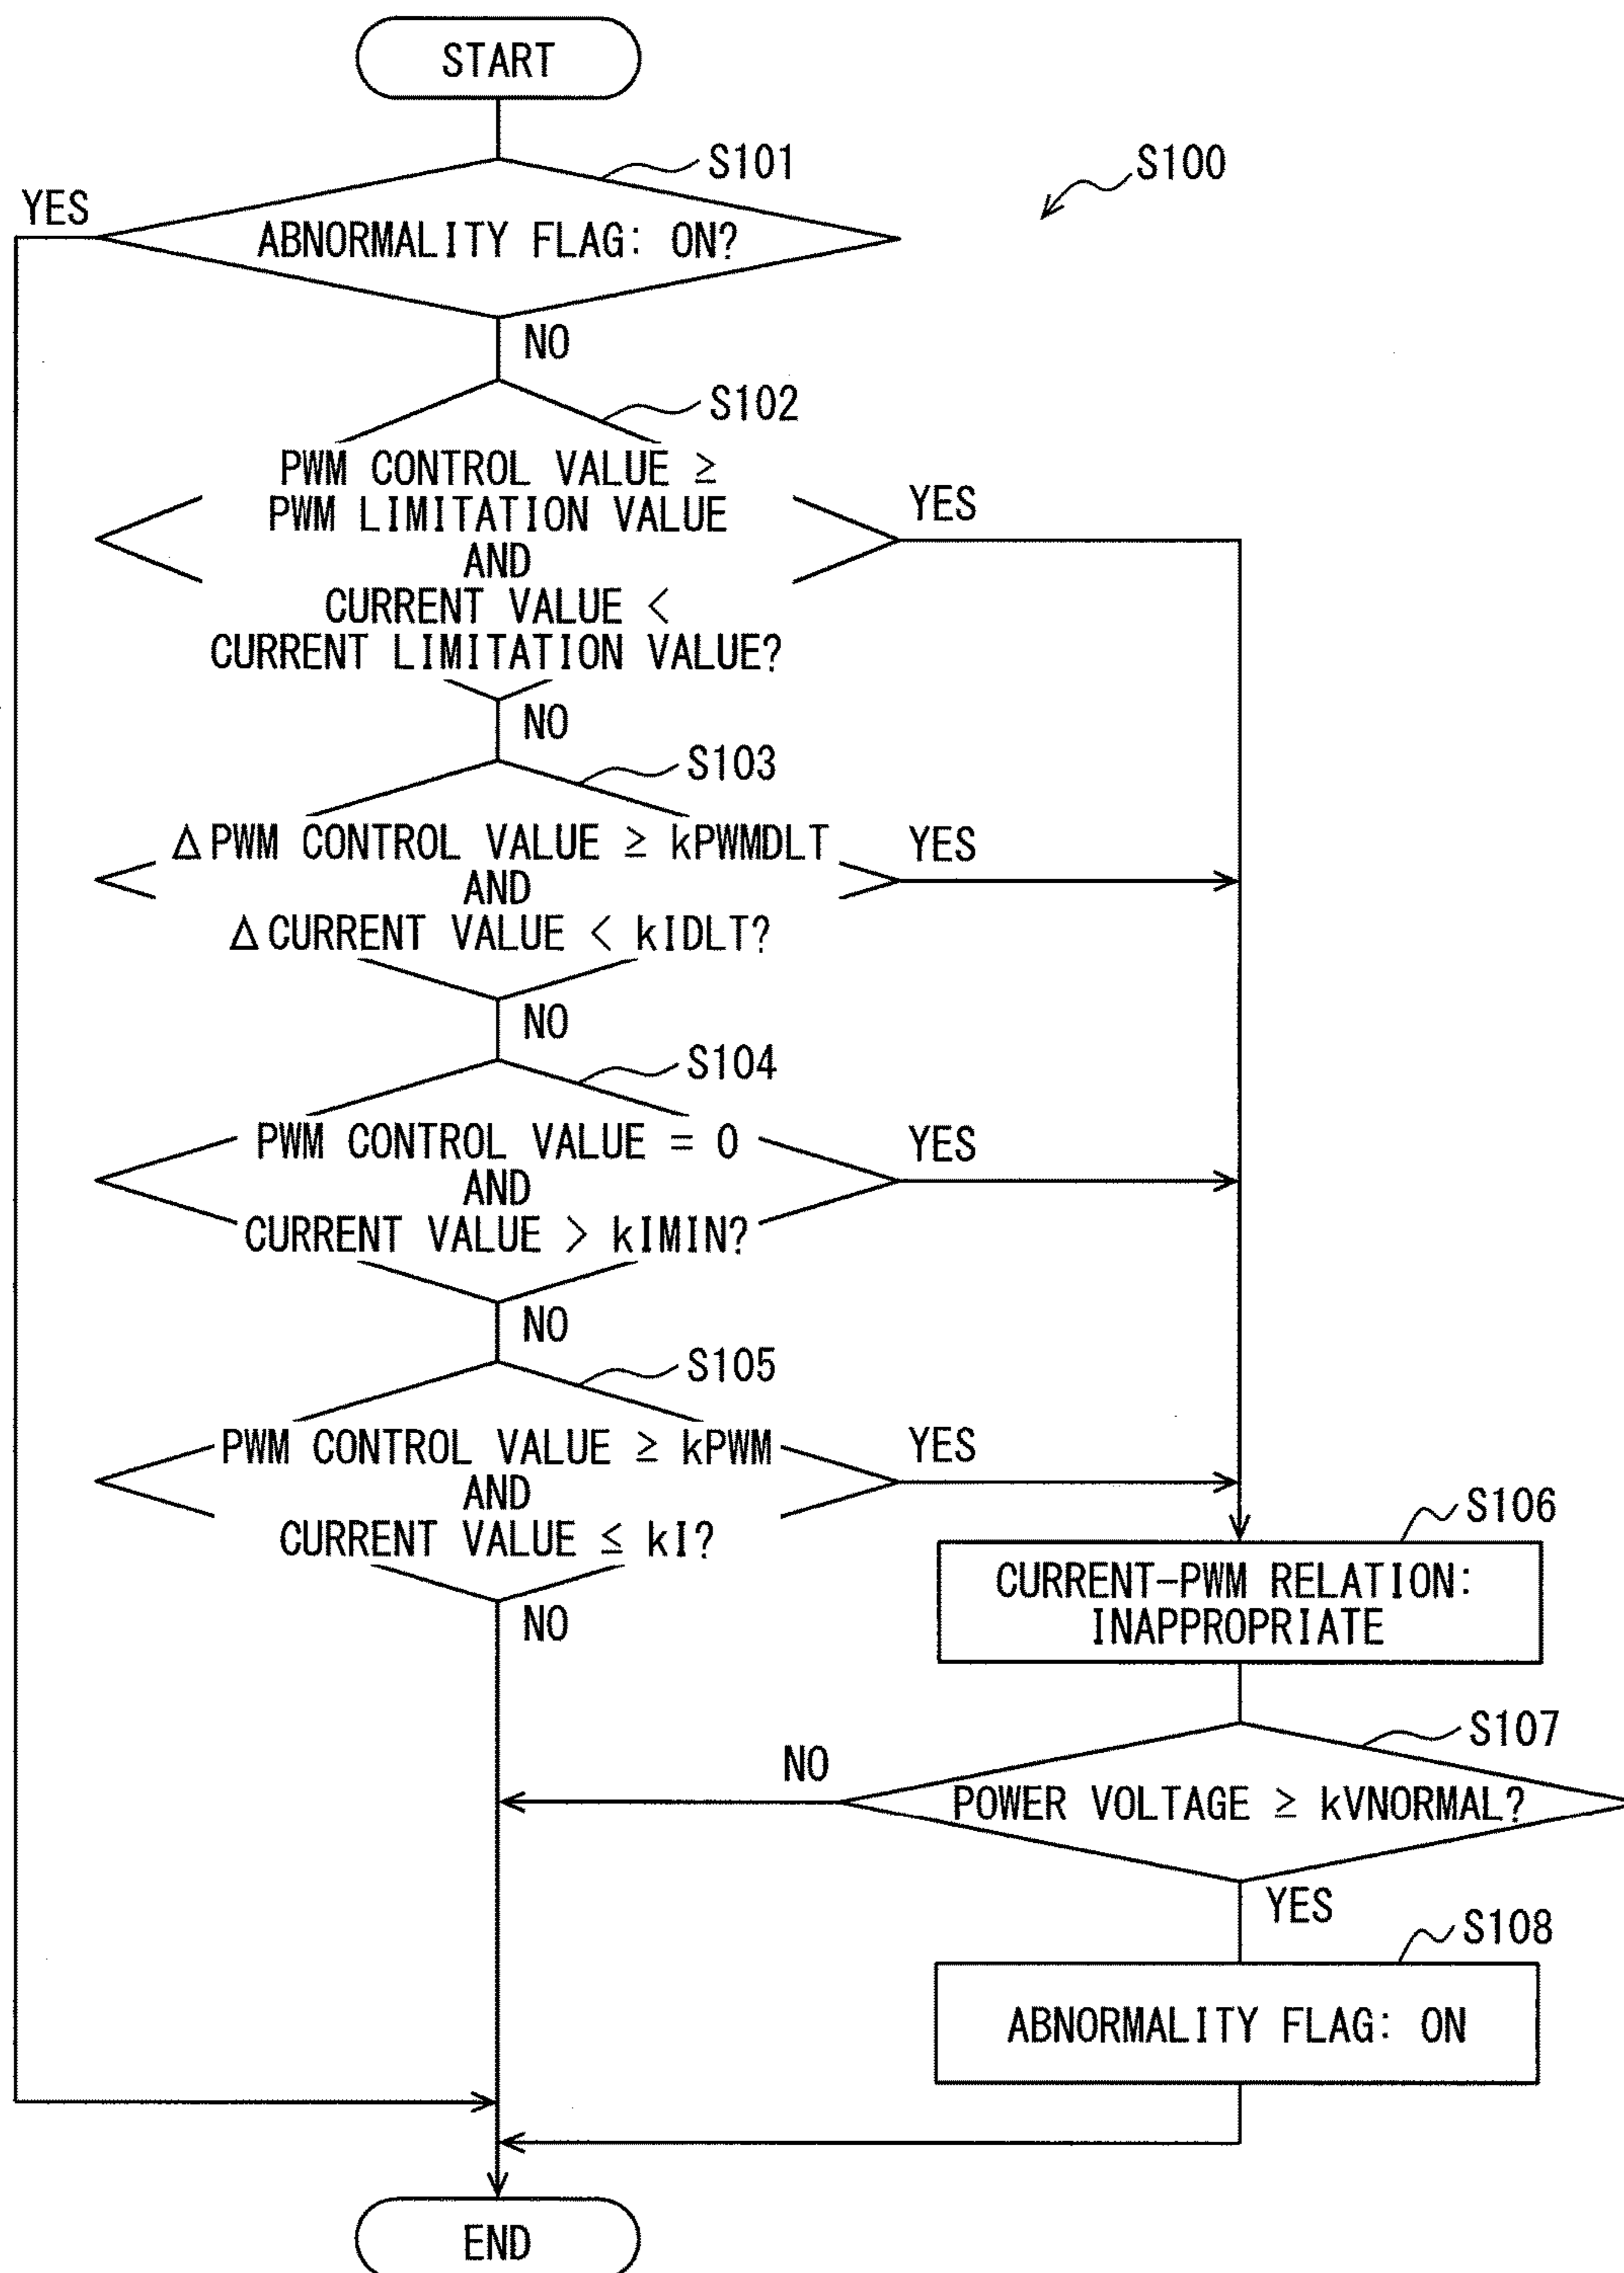 START
S101
S100
YES
ABNORMALITY FLAG: ON?
NO
S102
PWM CONTROL VALUE ≥
PWM LIMITATION VALUE
AND
CURRENT VALUE <
CURRENT LIMITATION VALUE?
YES
NO
S103
Δ PWM CONTROL VALUE ≥ kPWMDLT
AND
Δ CURRENT VALUE < kIDLT?
YES
NO
S104
PWM CONTROL VALUE = 0
AND
CURRENT VALUE > kIMIN?
YES
NO
S105
PWM CONTROL VALUE ≥ kPWM
AND
CURRENT VALUE ≤ kI?
YES
NO
S106
CURRENT-PWM RELATION:
INAPPROPRIATE
S107
NO
POWER VOLTAGE ≥ kVNORMAL?
YES
S108
ABNORMALITY FLAG: ON
END